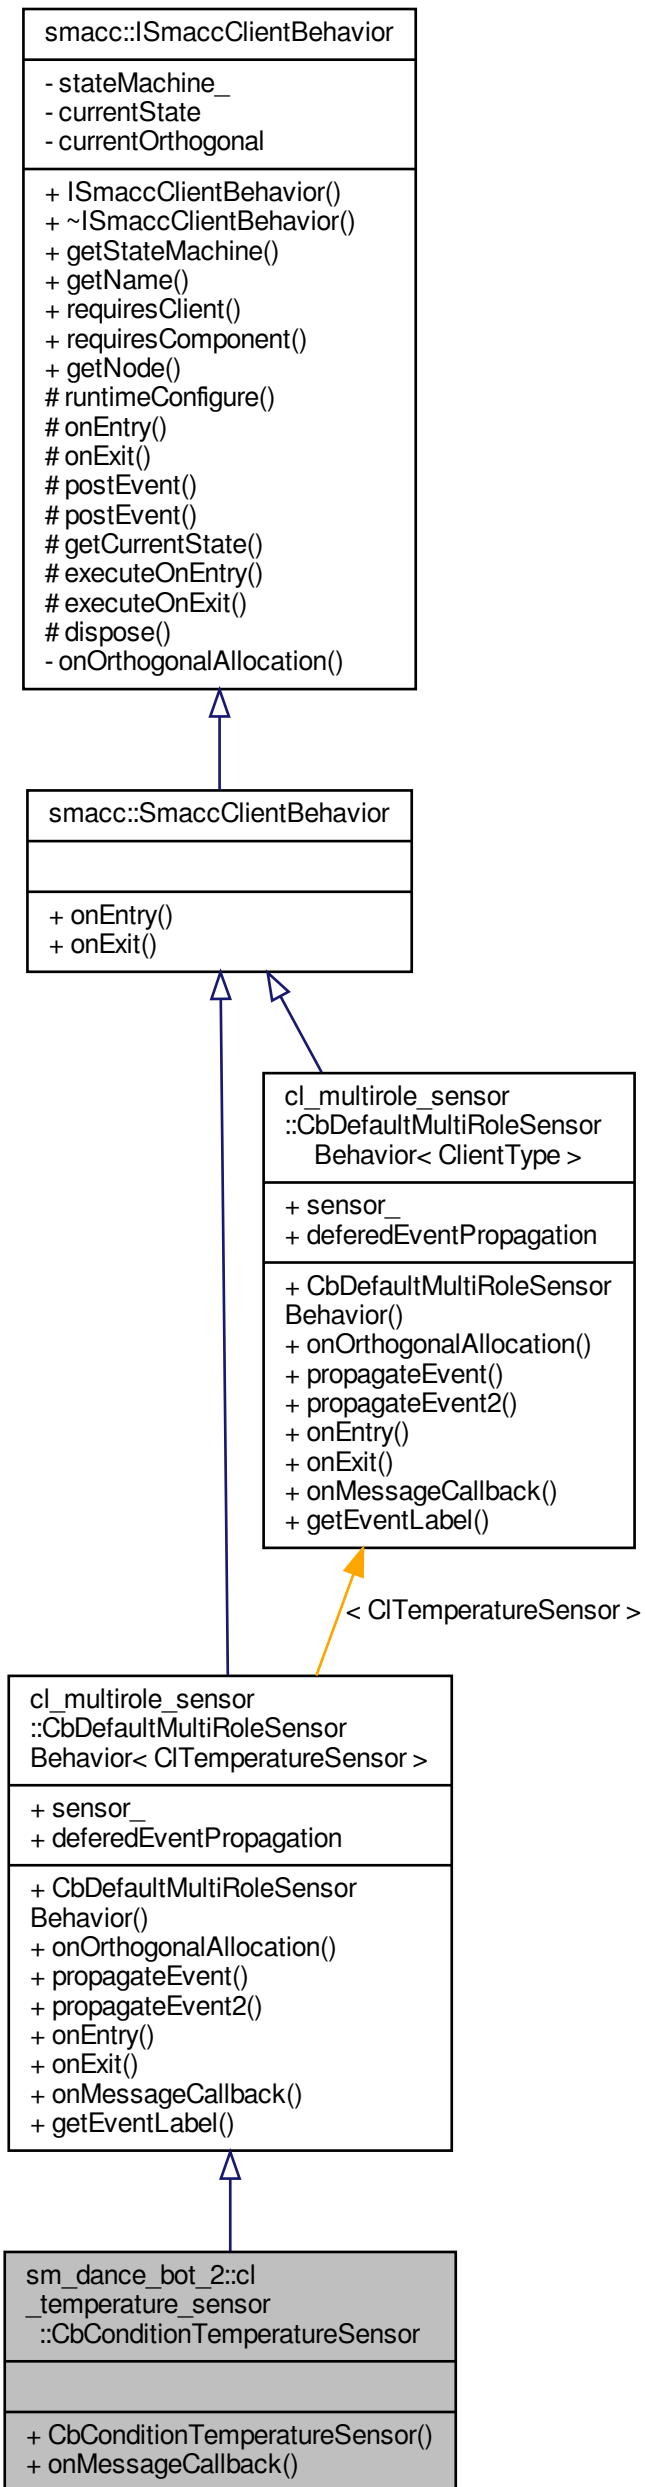 smacc::ISmaccClientBehavior
- stateMachine_
- currentState
- currentOrthogonal
+ ISmaccClientBehavior()
+ ~ISmaccClientBehavior()
+ getStateMachine()
+ getName()
+ requiresClient()
+ requiresComponent()
+ getNode()
# runtimeConfigure()
# onEntry()
# onExit()
# postEvent()
# postEvent()
# getCurrentState()
# executeOnEntry()
# executeOnExit()
# dispose()
- onOrthogonalAllocation()
smacc::SmaccClientBehavior
+ onEntry()
+ onExit()
cl_multirole_sensor
::CbDefaultMultiRoleSensor
Behavior< ClientType >
+ sensor_
+ deferedEventPropagation
+ CbDefaultMultiRoleSensor
Behavior()
+ onOrthogonalAllocation()
+ propagateEvent()
+ propagateEvent2()
+ onEntry()
+ onExit()
+ onMessageCallback()
+ getEventLabel()
< ClTemperatureSensor >
cl_multirole_sensor
::CbDefaultMultiRoleSensor
Behavior< ClTemperatureSensor >
+ sensor_
+ deferedEventPropagation
+ CbDefaultMultiRoleSensor
Behavior()
+ onOrthogonalAllocation()
+ propagateEvent()
+ propagateEvent2()
+ onEntry()
+ onExit()
+ onMessageCallback()
+ getEventLabel()
sm_dance_bot_2::cl
_temperature_sensor
::CbConditionTemperatureSensor
+ CbConditionTemperatureSensor()
+ onMessageCallback()